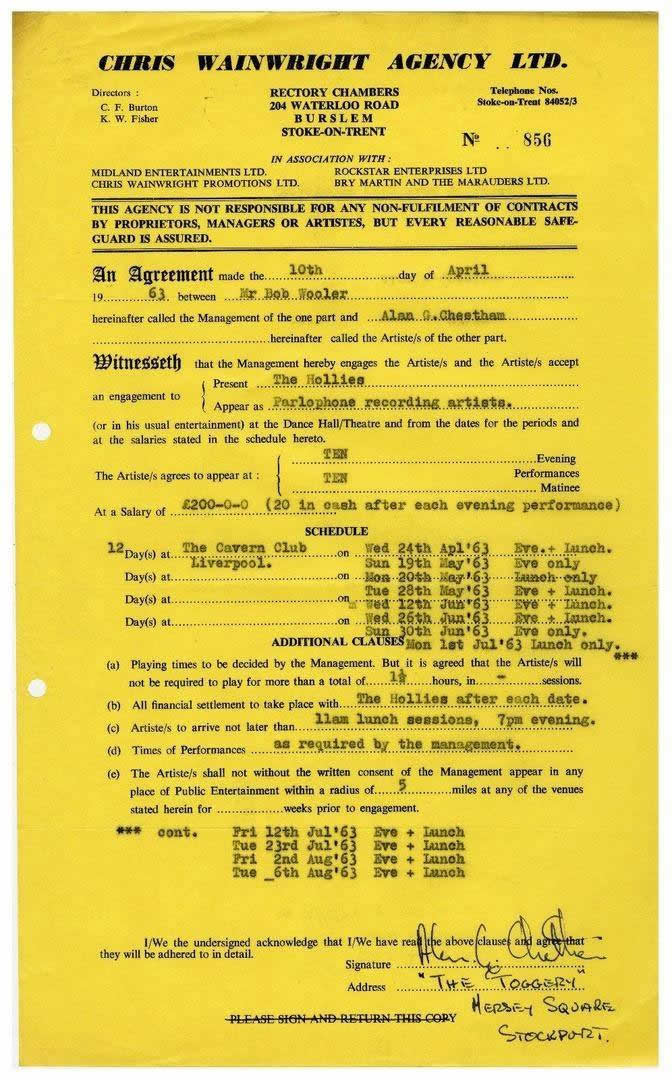 CHRIS WAINWRIGHT AGENCY LTD.
Directors :
C. F. Burton
K. W. Fisher
RECTORY CHAMBERS
204 WATERLOO ROAD
BURSLEM
STOKE-ON-TRENT
Telephone Nos.
Stoke-on-Trent 84052/3
Nº .. 856
IN ASSOCIATION WITH :
MIDLAND ENTERTAINMENTS LTD. ROCKSTAR ENTERPRISES LTD
CHRIS WAINWRIGHT PROMOTIONS LTD. BRY MARTIN AND THE MARAUDERS LTD.
THIS AGENCY IS NOT RESPONSIBLE FOR ANY NON-FULFILMENT OF CONTRACTS
BY PROPRIETORS, MANAGERS OR ARTISTES, BUT EVERY REASONABLE SAFE-
GUARD IS ASSURED.
An Agreement made the 10th day of April
19 63 between Mr Bob Wooler
hereinafter called the Management of the one part and Alan G.Cheetham
hereinafter called the Artiste/s of the other part.
Witnesseth that the Management hereby engages the Artiste/s and the Artiste/s accept
an engagement to
Present The Hollies
Appear as Parlophone recording artists.
(or in his usual entertainment) at the Dance Hall/Theatre and from the dates for the periods and
at the salaries stated in the schedule hereto.
The Artiste/s agrees to appear at :
TEN Evening
TEN Performances
Matinee
At a Salary of £200-0-0 (20 in cash after each evening performance)
SCHEDULE
12 Day(s) at The Cavern Club on Wed 24th Apl'63 Eve.+ Lunch.
Liverpool. Sun 19th May'63 Eve only
Day(s) at on Mon 20th May'63 Lunch only
Tue 28th May'63 Eve + Lunch.
Day(s) at on Wed 12th Jun'63 Eve + Lunch.
Day(s) at on Wed 26th Jun'63 Eve + Lunch.
Sun 30th Jun'63 Eve only.
ADDITIONAL CLAUSES Mon 1st Jul'63 Lunch only.
***
(a) Playing times to be decided by the Management. But it is agreed that the Artiste/s will
not be required to play for more than a total of hours, in - sessions.
(b) All financial settlement to take place with The Hollies after each date.
(c) Artiste/s to arrive not later than 11am lunch sessions, 7pm evening.
(d) Times of Performances as required by the management.
(e) The Artiste/s shall not without the written consent of the Management appear in any
place of Public Entertainment within a radius of 5 miles at any of the venues
stated herein for weeks prior to engagement.
*** cont. Fri 12th Jul'63 Eve + Lunch
Tue 23rd Jul'63 Eve + Lunch
Fri 2nd Aug'63 Eve + Lunch
Tue _6th Aug'63 Eve + Lunch
I/We the undersigned acknowledge that I/We have read the above clauses and agree that
they will be adhered to in detail.
Signature Alan G. Cheetham
Address "THE TOGGERY"
MERSEY SQUARE
STOCKPORT.
PLEASE SIGN AND RETURN THIS COPY